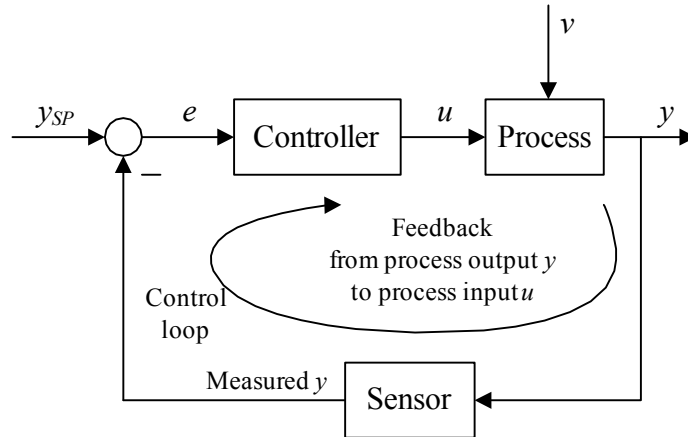 v
y_SP
e
Controller
u
Process
y
–
Feedback
from process output y
to process input u
Control
loop
Measured y
Sensor